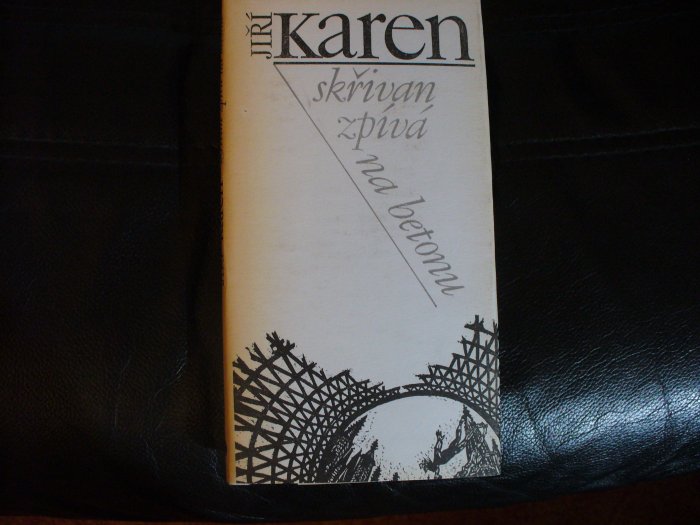 JIŘÍ
Karen
skřivan
zpívá
na betonu